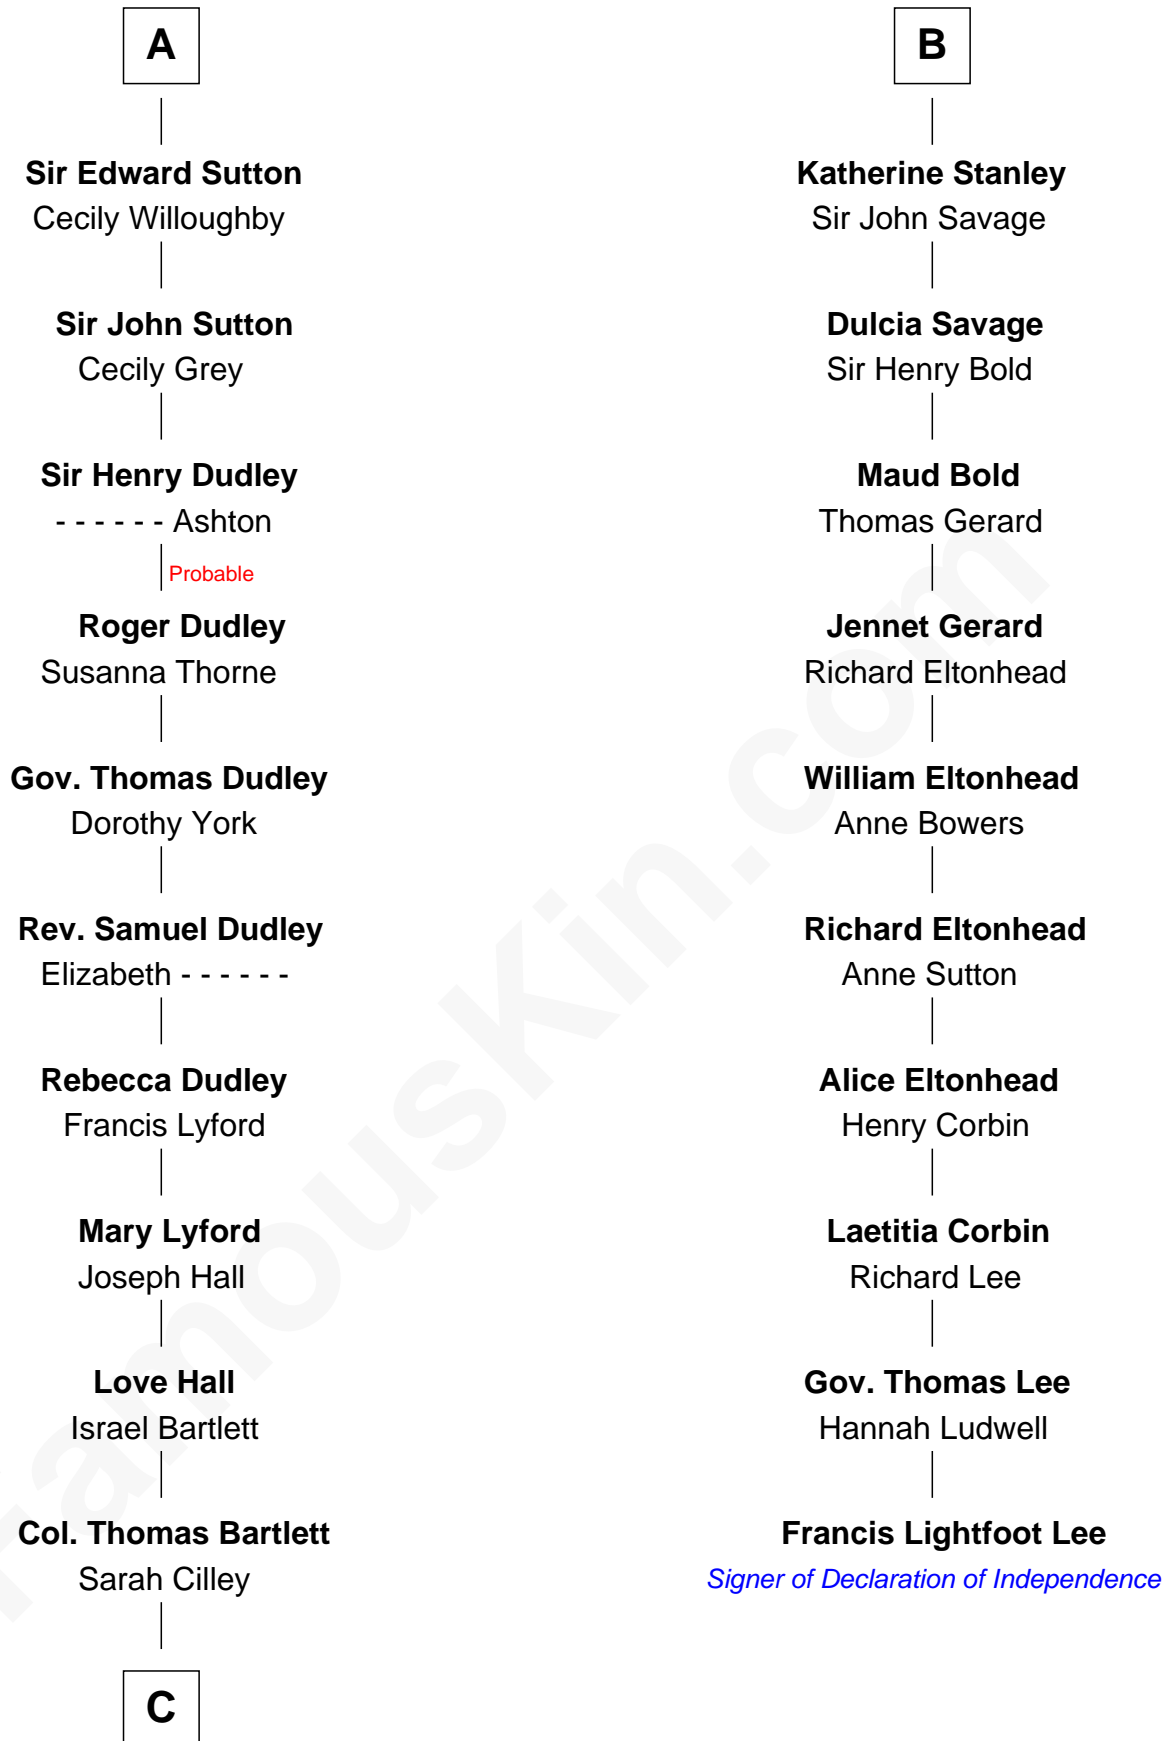 A
Sir Edward Sutton
Cecily Willoughby
Sir John Sutton
Cecily Grey
Sir Henry Dudley
- - - - - - Ashton
Probable
Roger Dudley
Susanna Thorne
Gov. Thomas Dudley
Dorothy York
Rev. Samuel Dudley
Elizabeth - - - - - -
Rebecca Dudley
Francis Lyford
Mary Lyford
Joseph Hall
Love Hall
Israel Bartlett
Col. Thomas Bartlett
Sarah Cilley
C
B
Katherine Stanley
Sir John Savage
Dulcia Savage
Sir Henry Bold
Maud Bold
Thomas Gerard
Jennet Gerard
Richard Eltonhead
William Eltonhead
Anne Bowers
Richard Eltonhead
Anne Sutton
Alice Eltonhead
Henry Corbin
Laetitia Corbin
Richard Lee
Gov. Thomas Lee
Hannah Ludwell
Francis Lightfoot Lee
Signer of Declaration of Independence
FamousKin.com